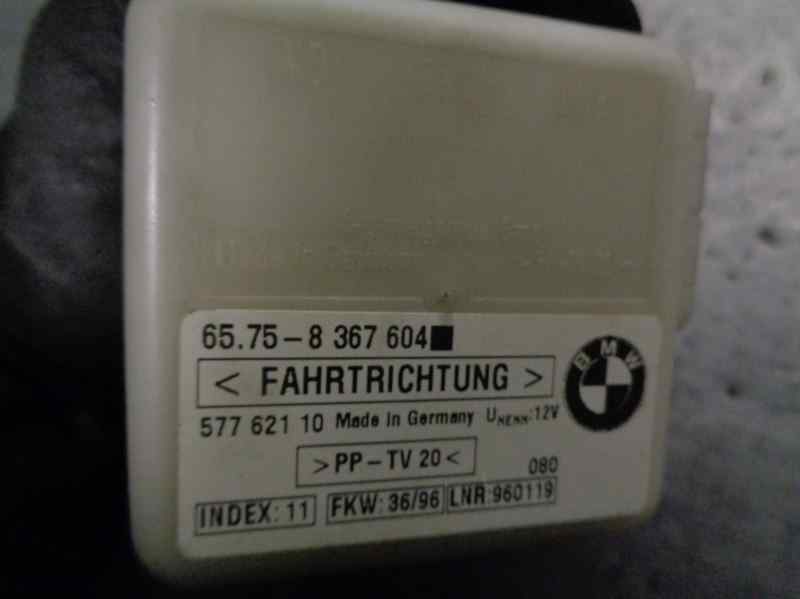 65.75-8 367 604■
< FAHRTRICHTUNG >
577 621 10 Made in Germany UNENN:12V
>PP-TV 20<
080
INDEX: 11 FKW: 36/96 LNR:960119
BMW